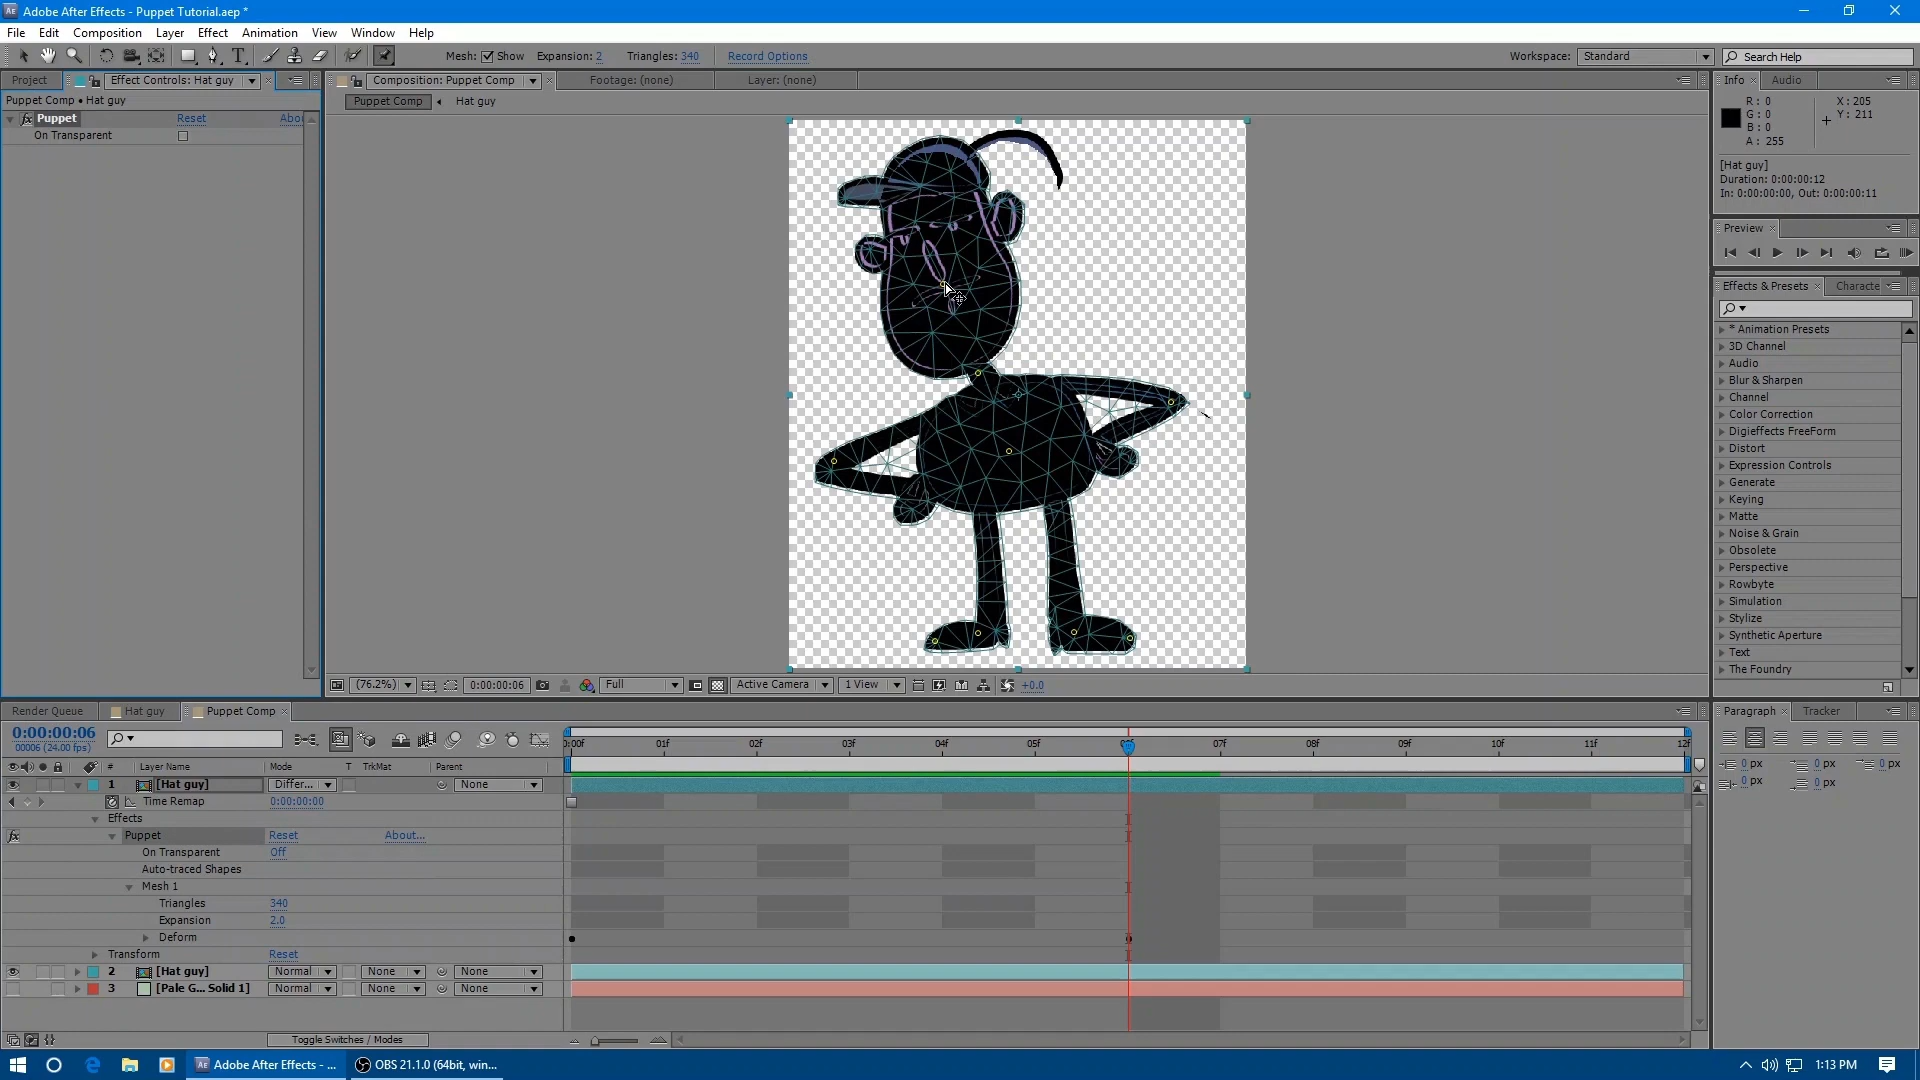 Adobe After Effects - Puppet Tutorial.aep *
File Edit Composition Layer Effect Animation View Window Help
Mesh: Show Expansion: 2 Triangles: 340 Record Options
Workspace: Standard Search Help
Project Effect Controls: Hat guy
Composition: Puppet Comp Footage: (none) Layer: (none)
Info Audio
Puppet Comp • Hat guy
Puppet Comp Hat guy
Puppet Reset Abou
On Transparent
R : 0
G : 0
B : 0
A : 255
X : 205
Y : 211
[Hat guy]
Duration: 0:00:00:12
In: 0:00:00:00, Out: 0:00:00:11
Preview
Effects & Presets Characte
* Animation Presets
3D Channel
Audio
Blur & Sharpen
Channel
Color Correction
Digieffects FreeForm
Distort
Expression Controls
Generate
Keying
Matte
Noise & Grain
Obsolete
Perspective
Rowbyte
Simulation
Stylize
Synthetic Aperture
Text
The Foundry
(76.2%) 0:00:00:06 Full Active Camera 1 View +0.0
Render Queue Hat guy Puppet Comp
Paragraph Tracker
0:00:00:06
00006 (24.00 fps)
0:00f 01f 02f 03f 04f 05f 07f 08f 09f 10f 11f 12f
# Layer Name Mode T TrkMat Parent
1 [Hat guy] Differ... None
Time Remap 0:00:00:00
Effects
fx Puppet Reset About...
On Transparent Off
Auto-traced Shapes
Mesh 1
Triangles 340
Expansion 2.0
Deform
Transform Reset
2 [Hat guy] Normal None None
3 [Pale G... Solid 1] Normal None None
Toggle Switches / Modes
0 px 0 px 0 px
0 px 0 px
Adobe After Effects - ... OBS 21.1.0 (64bit, win... 1:13 PM